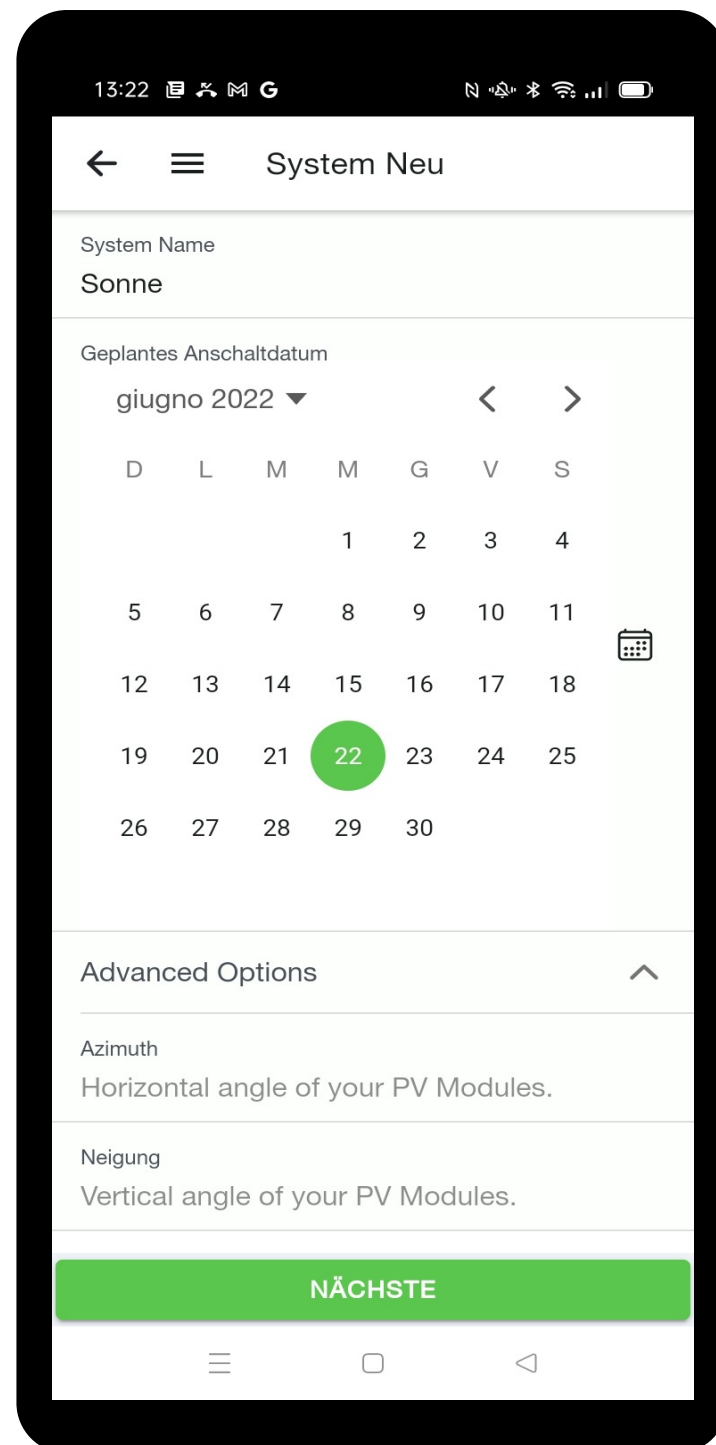 13:22
System Neu
System Name
Sonne
Geplantes Anschaltdatum
giugno 2022
D L M M G V S
1 2 3 4
5 6 7 8 9 10 11
12 13 14 15 16 17 18
19 20 21 22 23 24 25
26 27 28 29 30
Advanced Options
Azimuth
Horizontal angle of your PV Modules.
Neigung
Vertical angle of your PV Modules.
NÄCHSTE